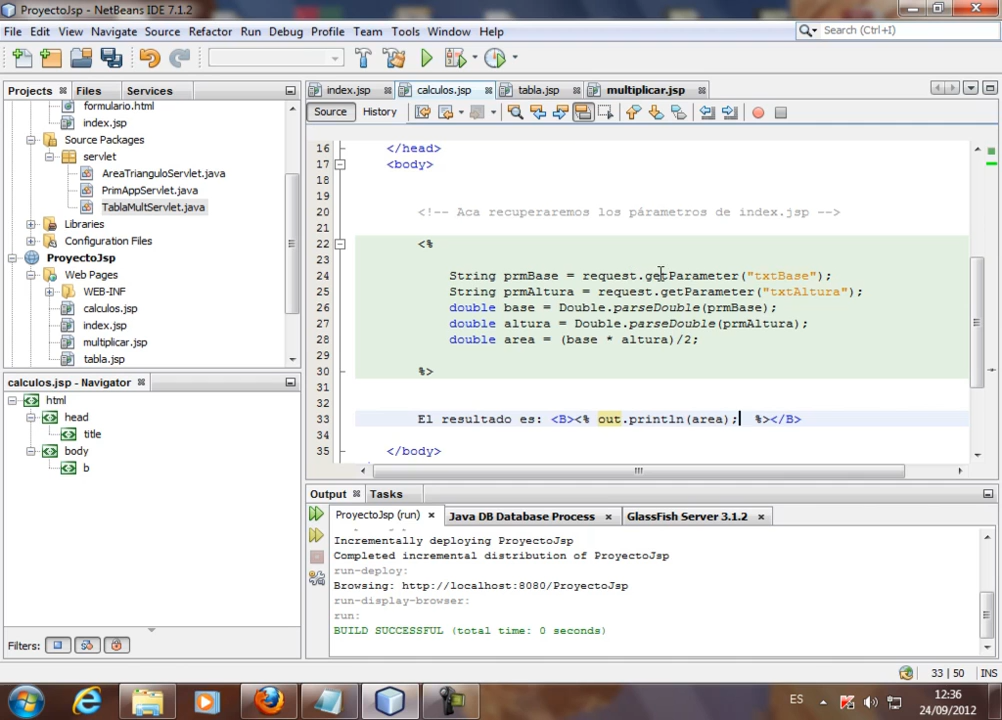 ProyectoJsp - NetBeans IDE 7.1.2
File Edit View Navigate Source Refactor Run Debug Profile Team Tools Window Help
Search (Ctrl+I)
Projects Files Services
index.jsp calculos.jsp tabla.jsp multiplicar.jsp
Source History
formulario.html
index.jsp
Source Packages
servlet
AreaTrianguloServlet.java
PrimAppServlet.java
TablaMultServlet.java
Libraries
Configuration Files
ProyectoJsp
Web Pages
WEB-INF
calculos.jsp
index.jsp
multiplicar.jsp
tabla.jsp
16 </head>
17 <body>
18
19
20 <!-- Aca recuperaremos los párametros de index.jsp -->
21
22 <%
23
24 String prmBase = request.getParameter("txtBase");
25 String prmAltura = request.getParameter("txtAltura");
26 double base = Double.parseDouble(prmBase);
27 double altura = Double.parseDouble(prmAltura);
28 double area = (base * altura)/2;
29
30 %>
31
32
33 El resultado es: <B><% out.println(area); %></B>
34
35 </body>
calculos.jsp - Navigator
html
head
title
body
b
Filters:
Output Tasks
ProyectoJsp (run) Java DB Database Process GlassFish Server 3.1.2
Incrementally deploying ProyectoJsp
Completed incremental distribution of ProyectoJsp
run-deploy:
Browsing: http://localhost:8080/ProyectoJsp
run-display-browser:
run:
BUILD SUCCESSFUL (total time: 0 seconds)
33 | 50 INS
ES
12:36
24/09/2012